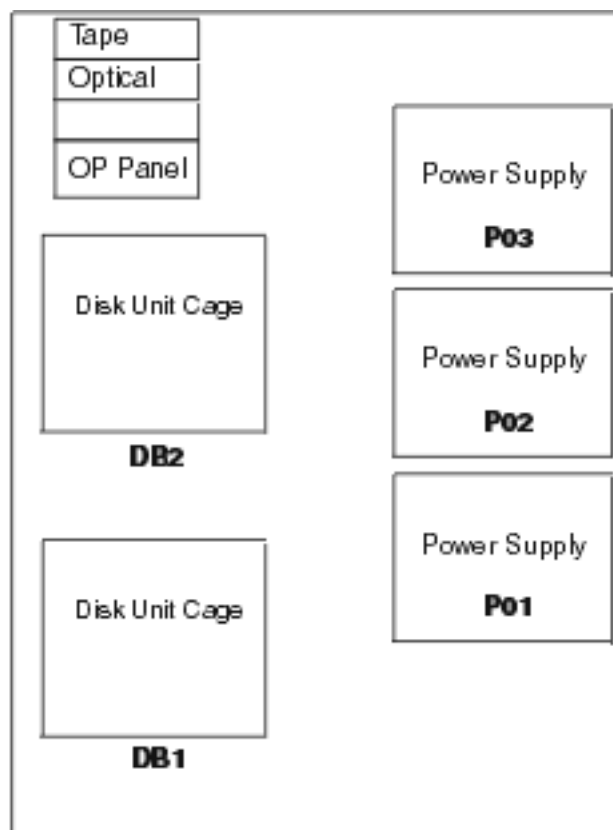 Tape
Optical
OP Panel
Power Supply
P03
Disk Unit Cage
DB2
Power Supply
P02
Power Supply
P01
Disk Unit Cage
DB1